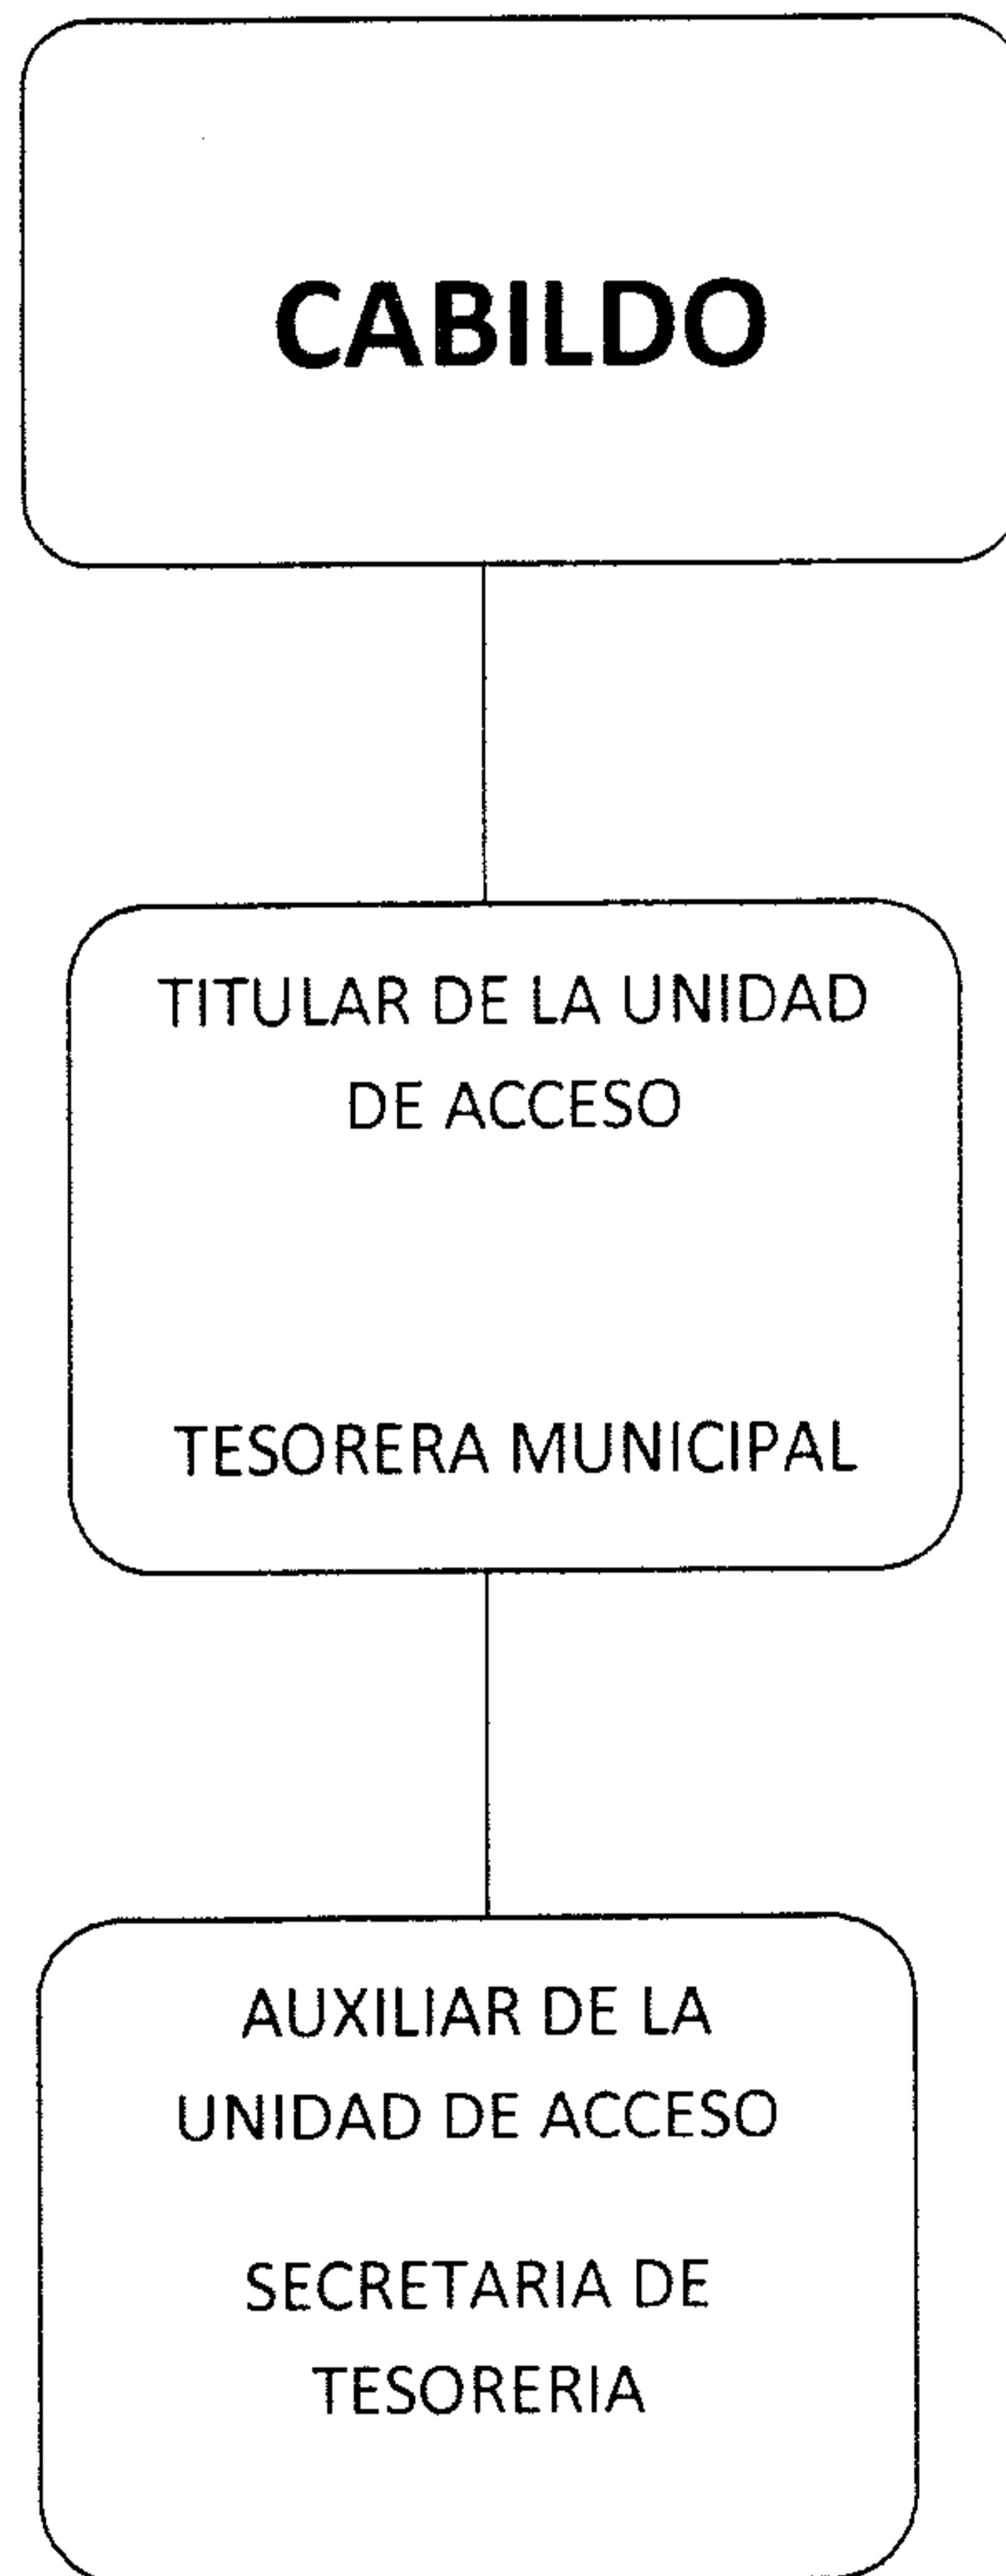 CABILDO
TITULAR DE LA UNIDAD
DE ACCESO
TESORERA MUNICIPAL
AUXILIAR DE LA
UNIDAD DE ACCESO
SECRETARIA DE
TESORERIA